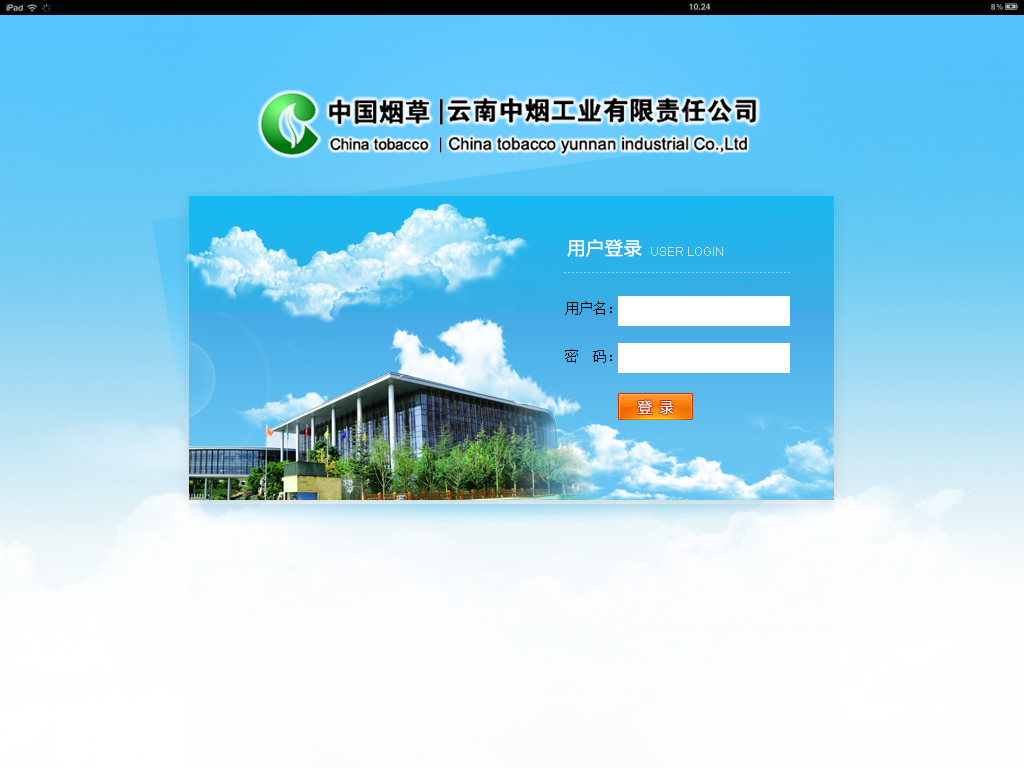 iPad 10.24 8%
中国烟草 | 云南中烟工业有限责任公司
China tobacco | China tobacco yunnan industrial Co.,Ltd
用户登录 USER LOGIN
用户名：
密 码：
登 录